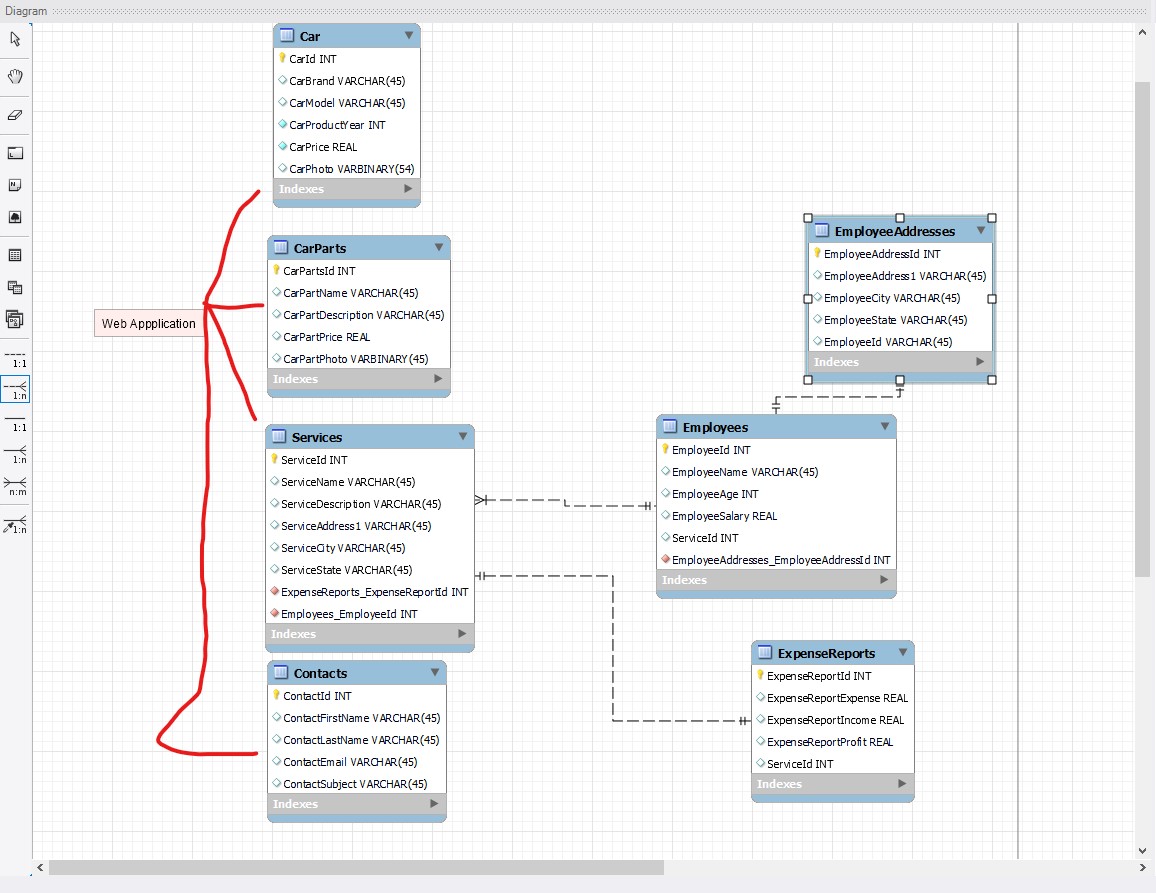 Diagram
Car
CarId INT
CarBrand VARCHAR(45)
CarModel VARCHAR(45)
CarProductYear INT
CarPrice REAL
CarPhoto VARBINARY(54)
Indexes
CarParts
CarPartsId INT
CarPartName VARCHAR(45)
CarPartDescription VARCHAR(45)
CarPartPrice REAL
CarPartPhoto VARBINARY(45)
Indexes
Web Appplication
Services
ServiceId INT
ServiceName VARCHAR(45)
ServiceDescription VARCHAR(45)
ServiceAddress1 VARCHAR(45)
ServiceCity VARCHAR(45)
ServiceState VARCHAR(45)
ExpenseReports_ExpenseReportId INT
Employees_EmployeeId INT
Indexes
Contacts
ContactId INT
ContactFirstName VARCHAR(45)
ContactLastName VARCHAR(45)
ContactEmail VARCHAR(45)
ContactSubject VARCHAR(45)
Indexes
EmployeeAddresses
EmployeeAddressId INT
EmployeeAddress1 VARCHAR(45)
EmployeeCity VARCHAR(45)
EmployeeState VARCHAR(45)
EmployeeId VARCHAR(45)
Indexes
Employees
EmployeeId INT
EmployeeName VARCHAR(45)
EmployeeAge INT
EmployeeSalary REAL
ServiceId INT
EmployeeAddresses_EmployeeAddressId INT
Indexes
ExpenseReports
ExpenseReportId INT
ExpenseReportExpense REAL
ExpenseReportIncome REAL
ExpenseReportProfit REAL
ServiceId INT
Indexes
1:1
1:n
1:1
1:n
n:m
1:n